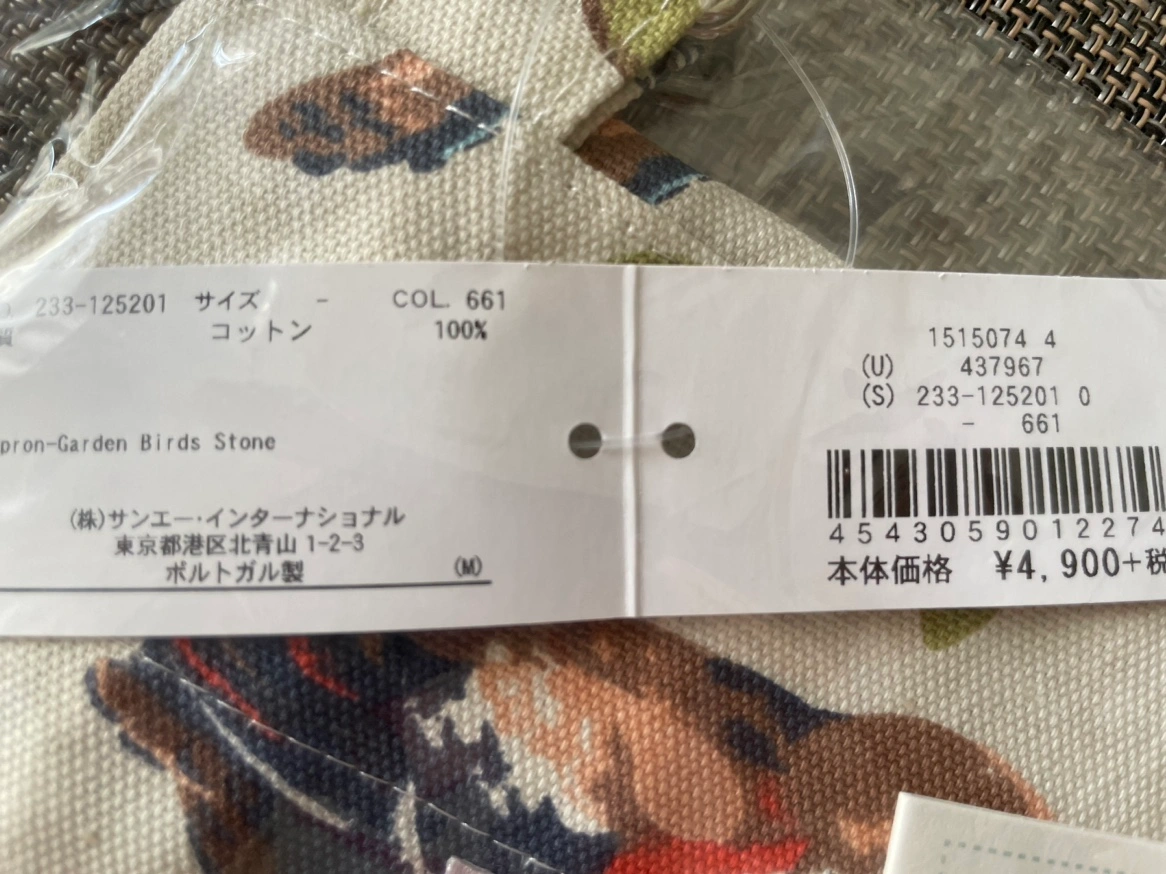 233-125201 サイズ - COL. 661
質 コットン 100%
pron-Garden Birds Stone
(株)サンエー・インターナショナル
東京都港区北青山 1-2-3
ポルトガル製 (M)
1515074 4
(U) 437967
(S) 233-125201 0
- 661
4543059012274
本体価格 ¥4,900+税